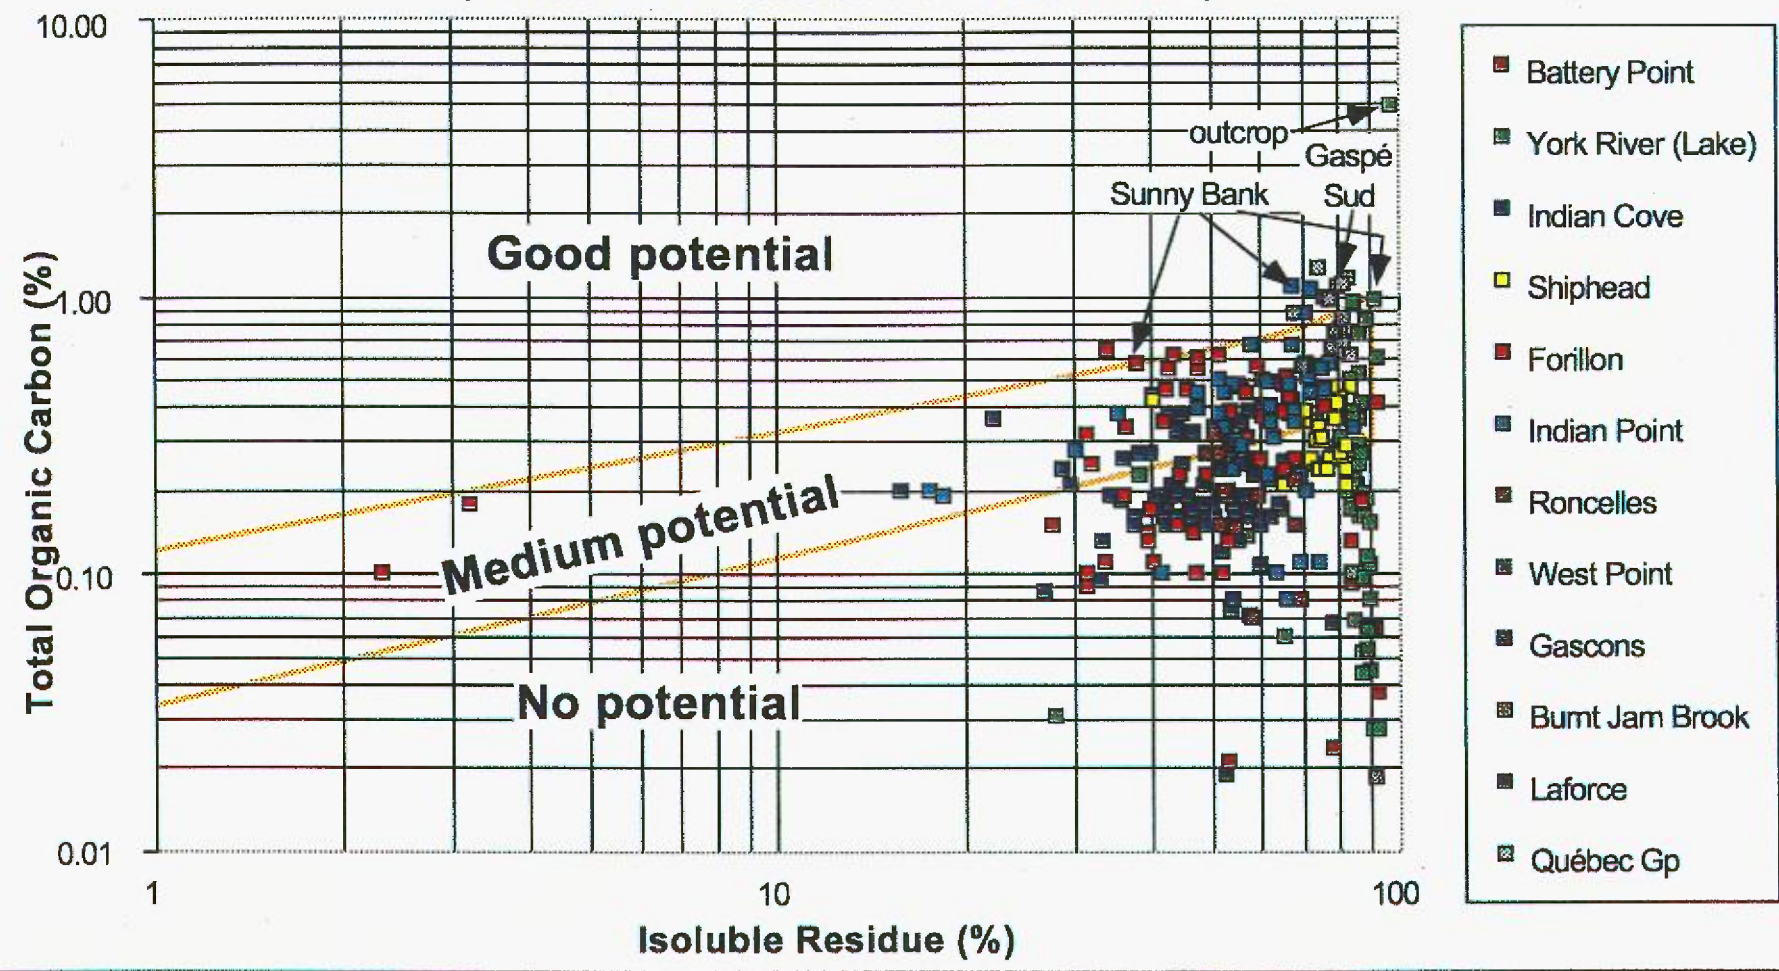 10.00
1.00
0.10
0.01
Total Organic Carbon (%)
outcrop
Gaspé
Sud
Sunny Bank
Good potential
Medium potential
No potential
1
10
100
Isoluble Residue (%)
Battery Point
York River (Lake)
Indian Cove
Shiphead
Forillon
Indian Point
Roncelles
West Point
Gascons
Burnt Jam Brook
Laforce
Québec Gp